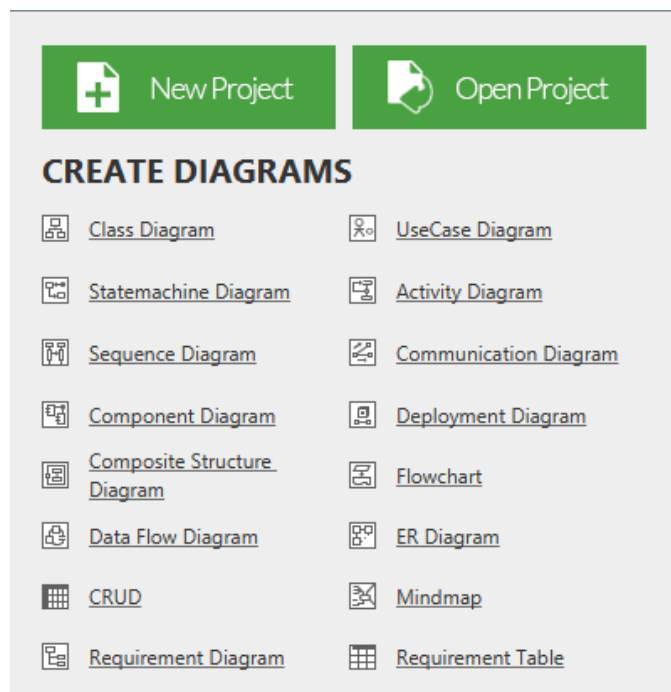 New Project
Open Project
CREATE DIAGRAMS
Class Diagram
UseCase Diagram
Statemachine Diagram
Activity Diagram
Sequence Diagram
Communication Diagram
Component Diagram
Deployment Diagram
Composite Structure
Diagram
Flowchart
Data Flow Diagram
ER Diagram
CRUD
Mindmap
Requirement Diagram
Requirement Table